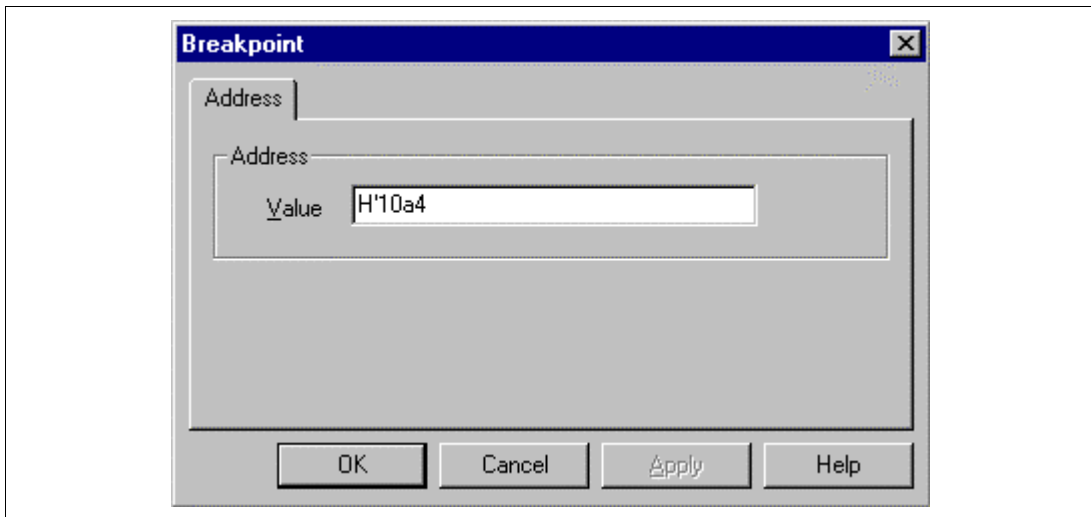 Breakpoint
Address
Address
Value H'10a4
OK Cancel Apply Help